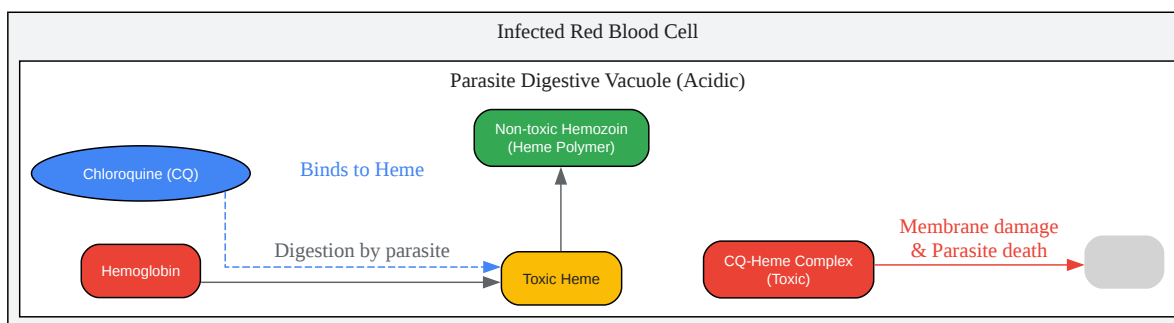 Infected Red Blood Cell
Parasite Digestive Vacuole (Acidic)
Non-toxic Hemozoin
(Heme Polymer)
Chloroquine (CQ)
Binds to Heme
Membrane damage
& Parasite death
Digestion by parasite
Hemoglobin
Toxic Heme
CQ-Heme Complex
(Toxic)